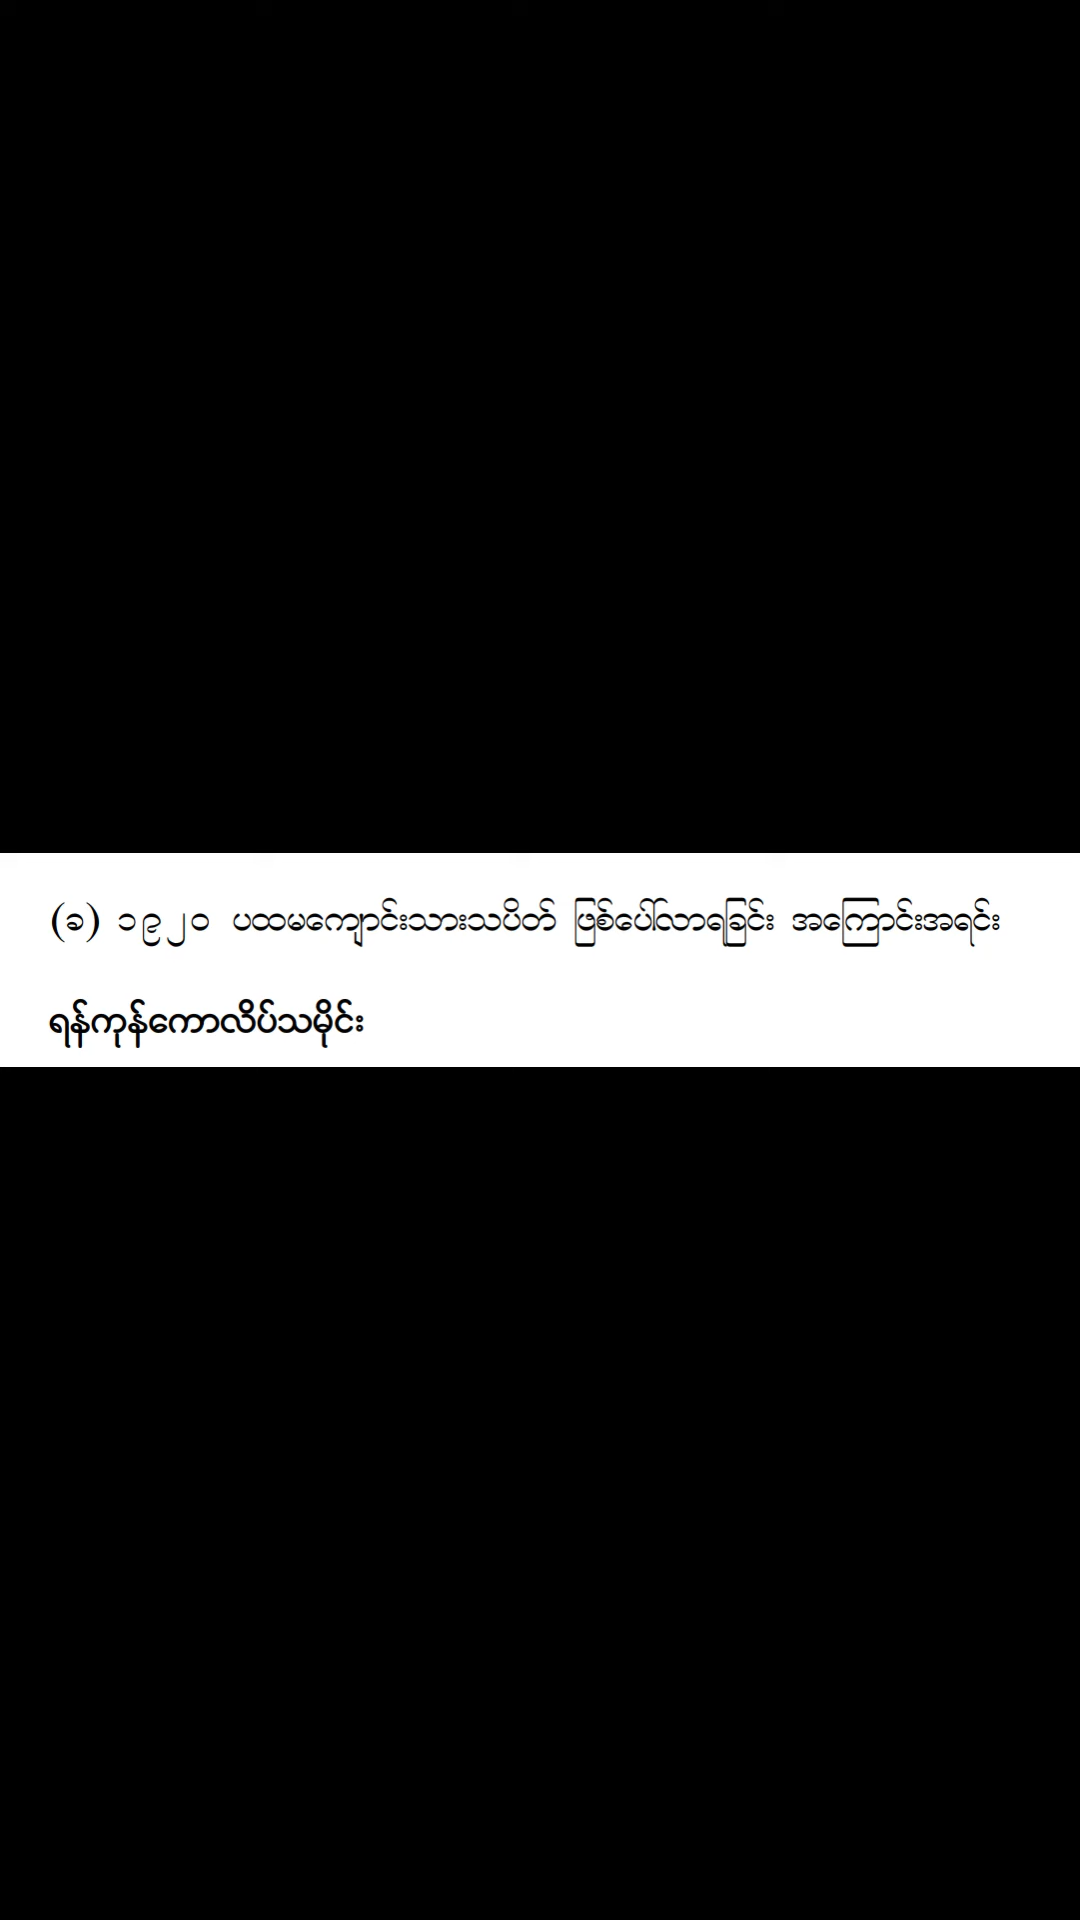 (ခ) ၁၉၂၀ ပထမကျောင်းသားသပိတ် ဖြစ်ပေါ်လာရခြင်း အကြောင်းအရင်း
ရန်ကုန်ကောလိပ်သမိုင်း